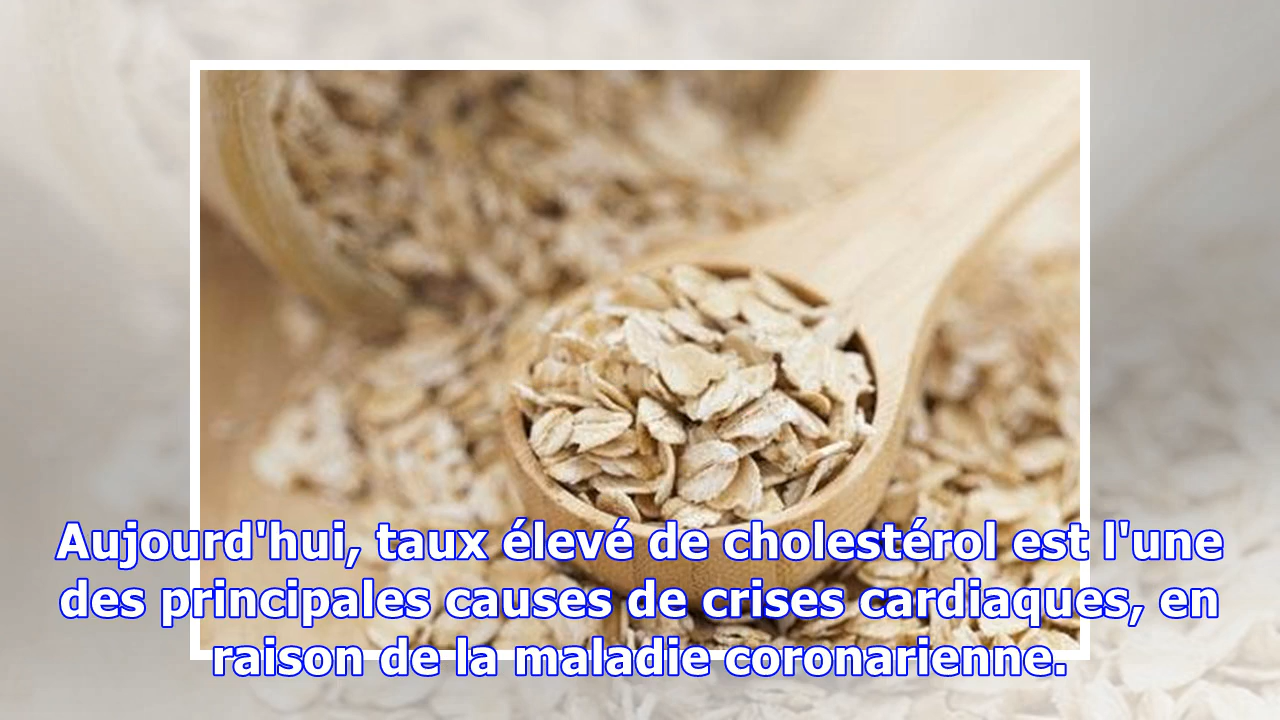 Aujourd'hui, taux élevé de cholestérol est l'une
des principales causes de crises cardiaques, en
raison de la maladie coronarienne.